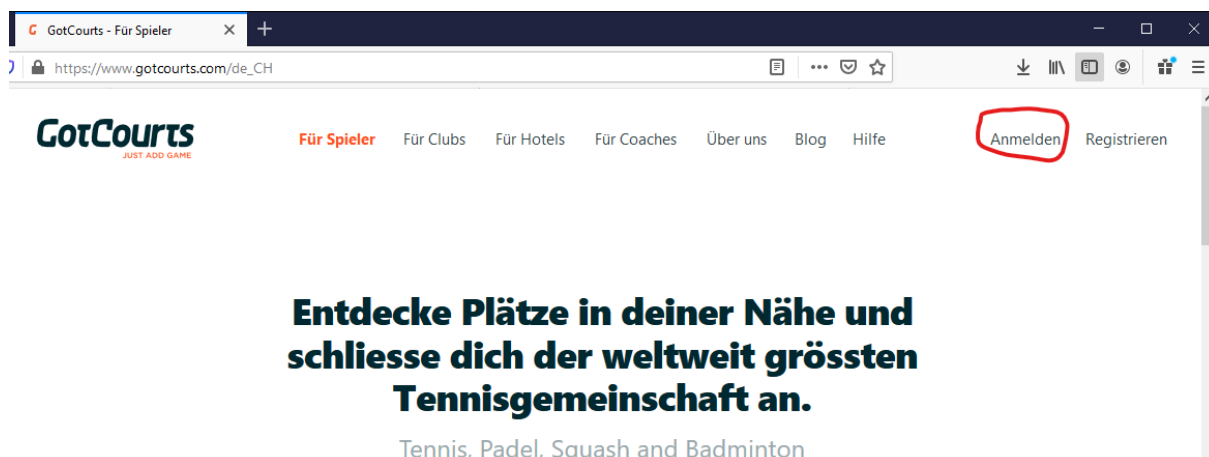 GotCourts - Für Spieler
https://www.gotcourts.com/de_CH
GotCourts
JUST ADD GAME
Für Spieler Für Clubs Für Hotels Für Coaches Über uns Blog Hilfe Anmelden Registrieren
Entdecke Plätze in deiner Nähe und
schliesse dich der weltweit grössten
Tennisgemeinschaft an.
Tennis, Padel, Squash and Badminton